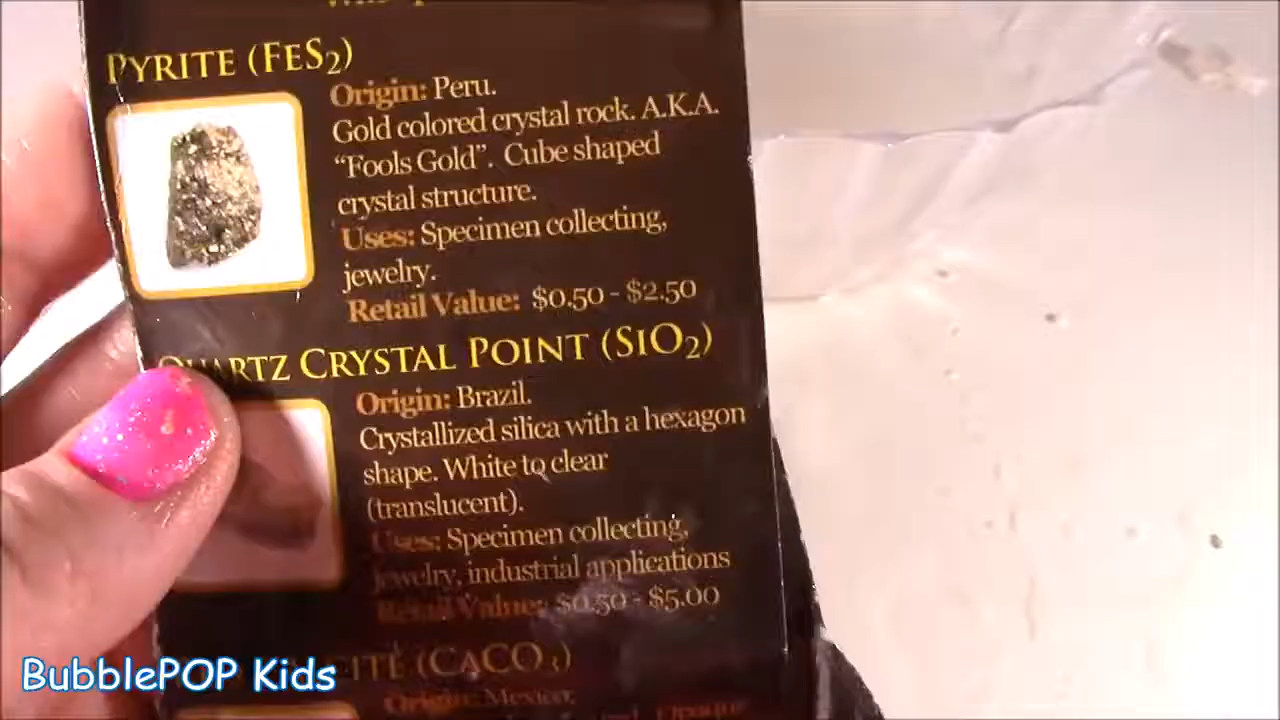 PYRITE (FeS2)
Origin: Peru.
Gold colored crystal rock. A.K.A.
“Fools Gold”. Cube shaped
crystal structure.
Uses: Specimen collecting,
jewelry.
Retail Value: $0.50 - $2.50
QUARTZ CRYSTAL POINT (SiO2)
Origin: Brazil.
Crystallized silica with a hexagon
shape. White to clear
(translucent).
Uses: Specimen collecting,
jewelry, industrial applications
Retail Value: $0.50 - $5.00
(CaCO3)
Origin: Mexico.
Opaque
BubblePOP Kids